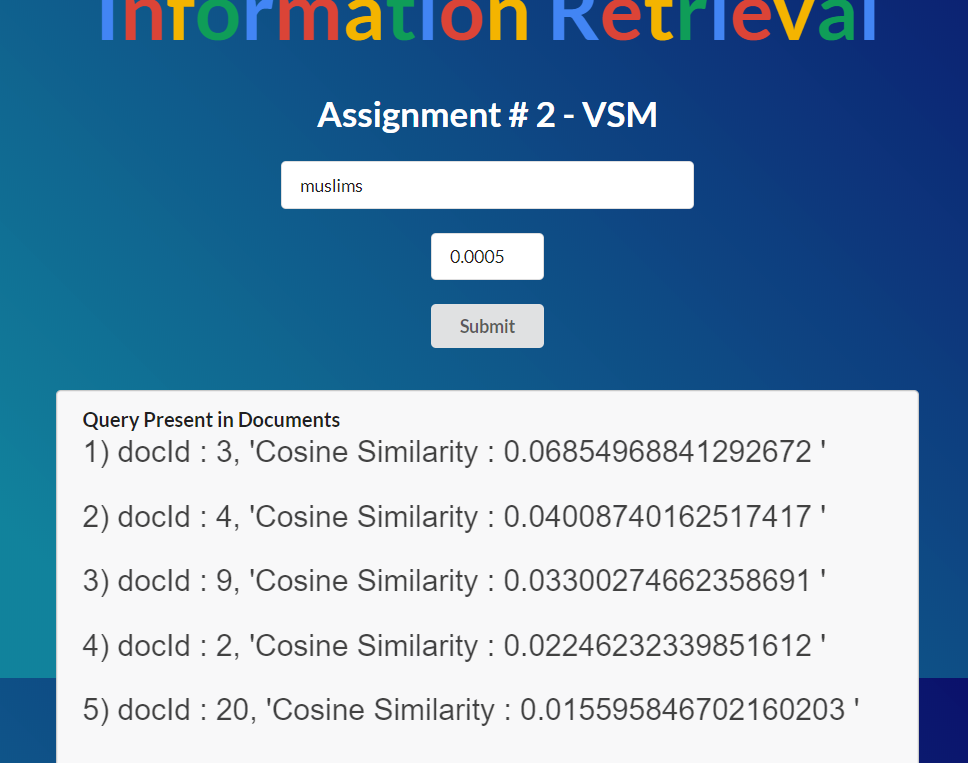 Information Retrieval
Assignment # 2 - VSM
muslims
0.0005
Submit
Query Present in Documents
1) docId : 3, 'Cosine Similarity : 0.06854968841292672 '
2) docId : 4, 'Cosine Similarity : 0.04008740162517417 '
3) docId : 9, 'Cosine Similarity : 0.03300274662358691 '
4) docId : 2, 'Cosine Similarity : 0.02246232339851612 '
5) docId : 20, 'Cosine Similarity : 0.015595846702160203 '